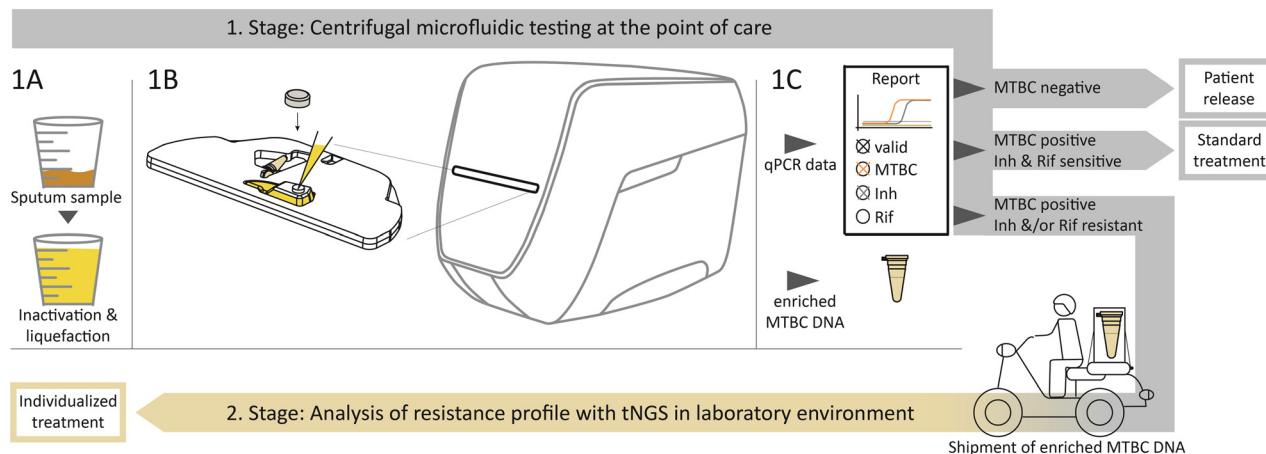 1. Stage: Centrifugal microfluidic testing at the point of care
1A
Sputum sample
Inactivation &
liquefaction
1B
1C
qPCR data
enriched
MTBC DNA
Report
valid
MTBC
Inh
Rif
MTBC negative
Patient
release
MTBC positive
Inh & Rif sensitive
Standard
treatment
MTBC positive
Inh &/or Rif resistant
Individualized
treatment
2. Stage: Analysis of resistance profile with tNGS in laboratory environment
Shipment of enriched MTBC DNA